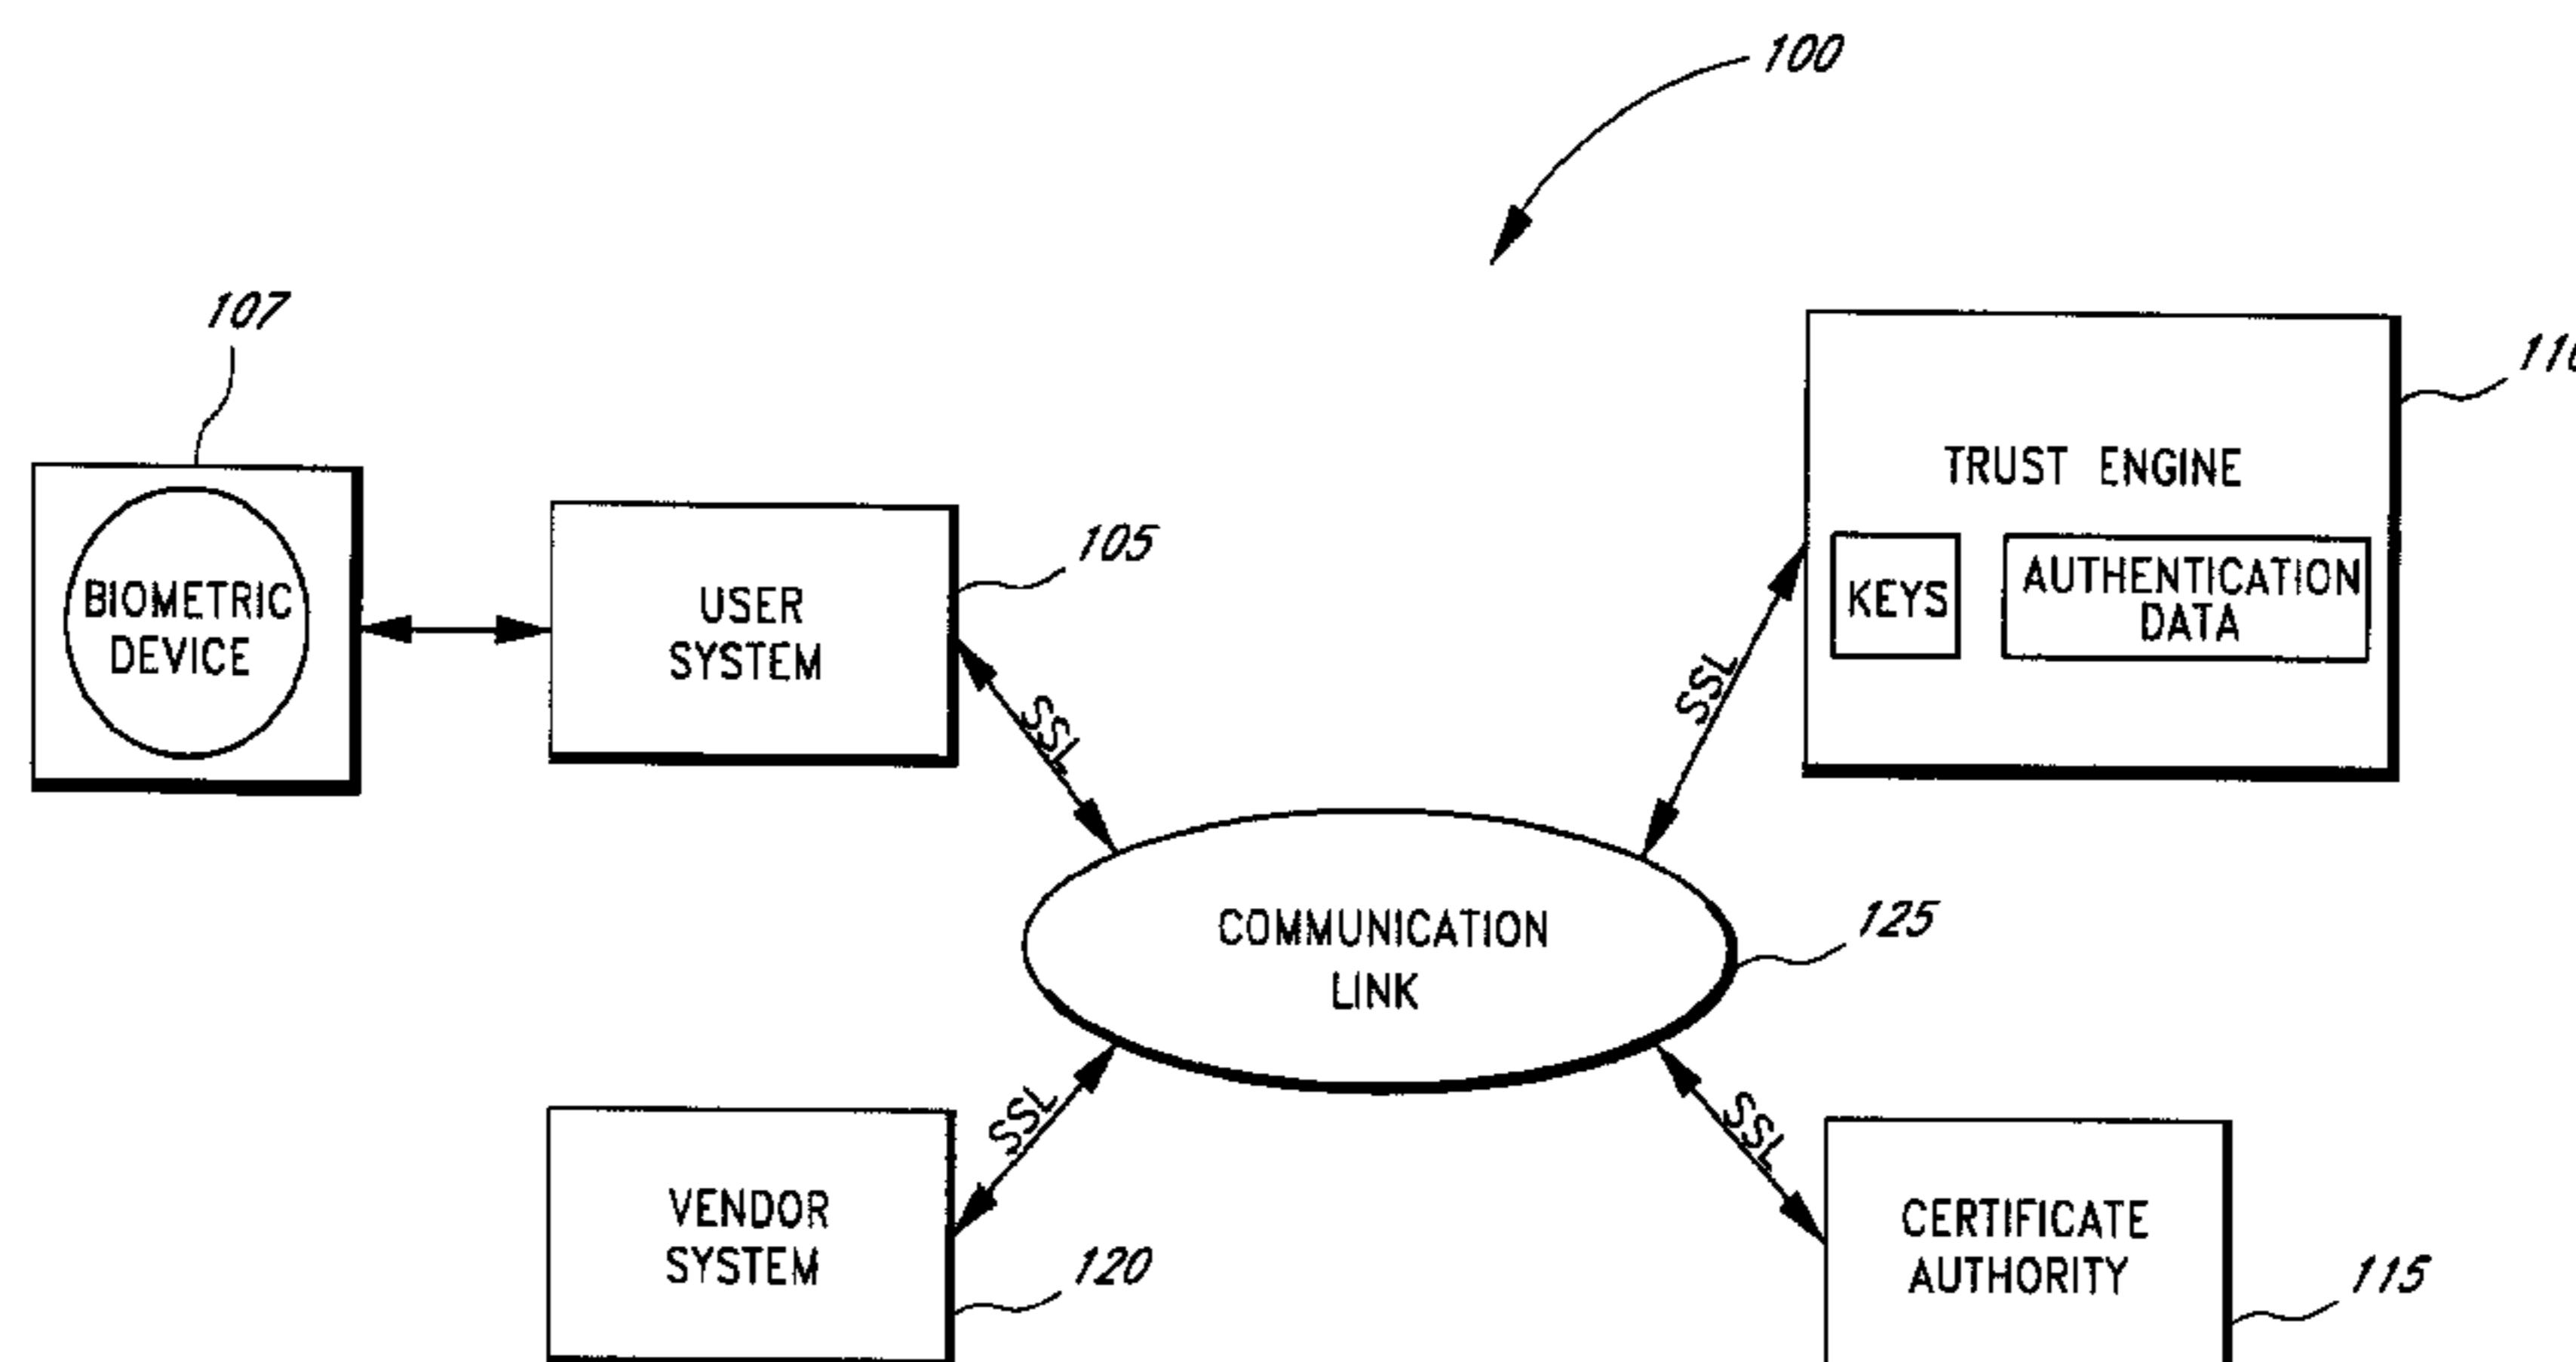 100
107
110
TRUST ENGINE
105
KEYS
AUTHENTICATION
DATA
BIOMETRIC
DEVICE
USER
SYSTEM
SSL
SSL
COMMUNICATION
LINK
125
SSL
SSL
VENDOR
SYSTEM
120
CERTIFICATE
AUTHORITY
115